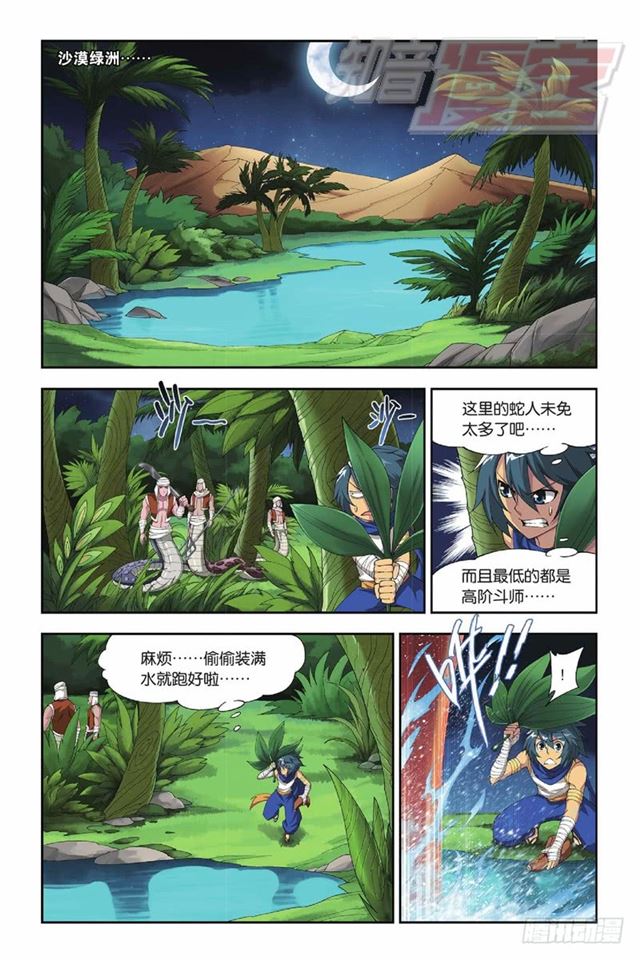 沙漠绿洲……
知音漫客
沙—
沙—
这里的蛇人未免
太多了吧……
而且最低的都是
高阶斗师……
麻烦……偷偷装满
水就跑好啦……
哗!!
!
腾讯动漫